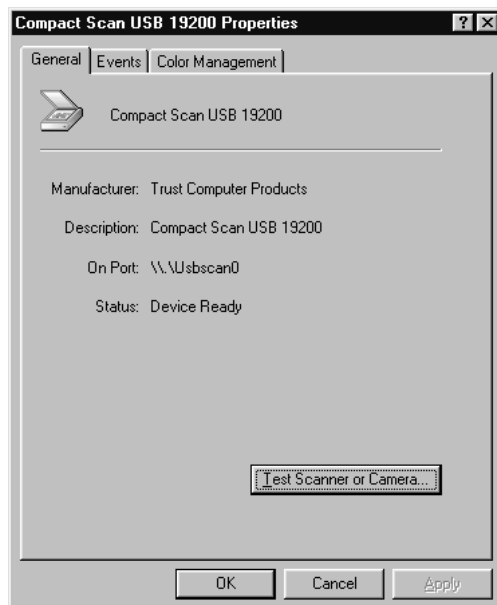 Compact Scan USB 19200 Properties
General Events Color Management
Compact Scan USB 19200
Manufacturer: Trust Computer Products
Description: Compact Scan USB 19200
On Port: \\.\Usbscan0
Status: Device Ready
Test Scanner or Camera...
OK Cancel Apply